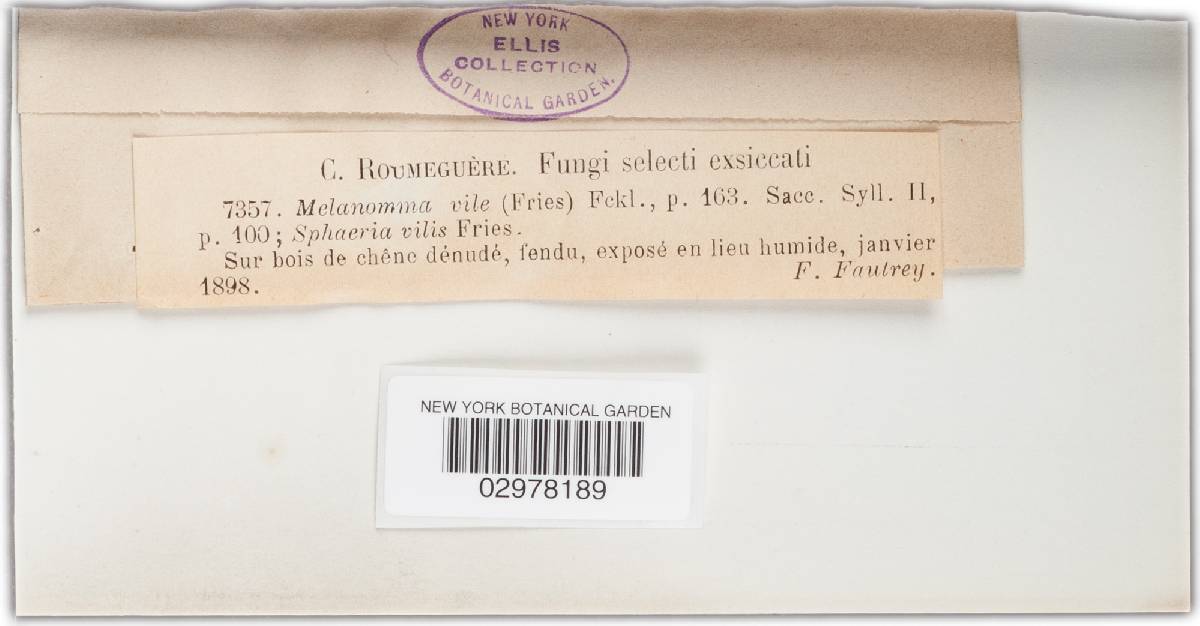 NEW YORK
ELLIS
COLLECTION
BOTANICAL GARDEN.
C. ROUMEGUÈRE. Fungi selecti exsiccati
7357. Melanomma vile (Fries) Fckl., p. 163. Sacc. Syll. II,
p. 100; Sphaeria vilis Fries.
Sur bois de chêne dénudé, fendu, exposé en lieu humide, janvier
1898. F. Fautrey.
NEW YORK BOTANICAL GARDEN
02978189